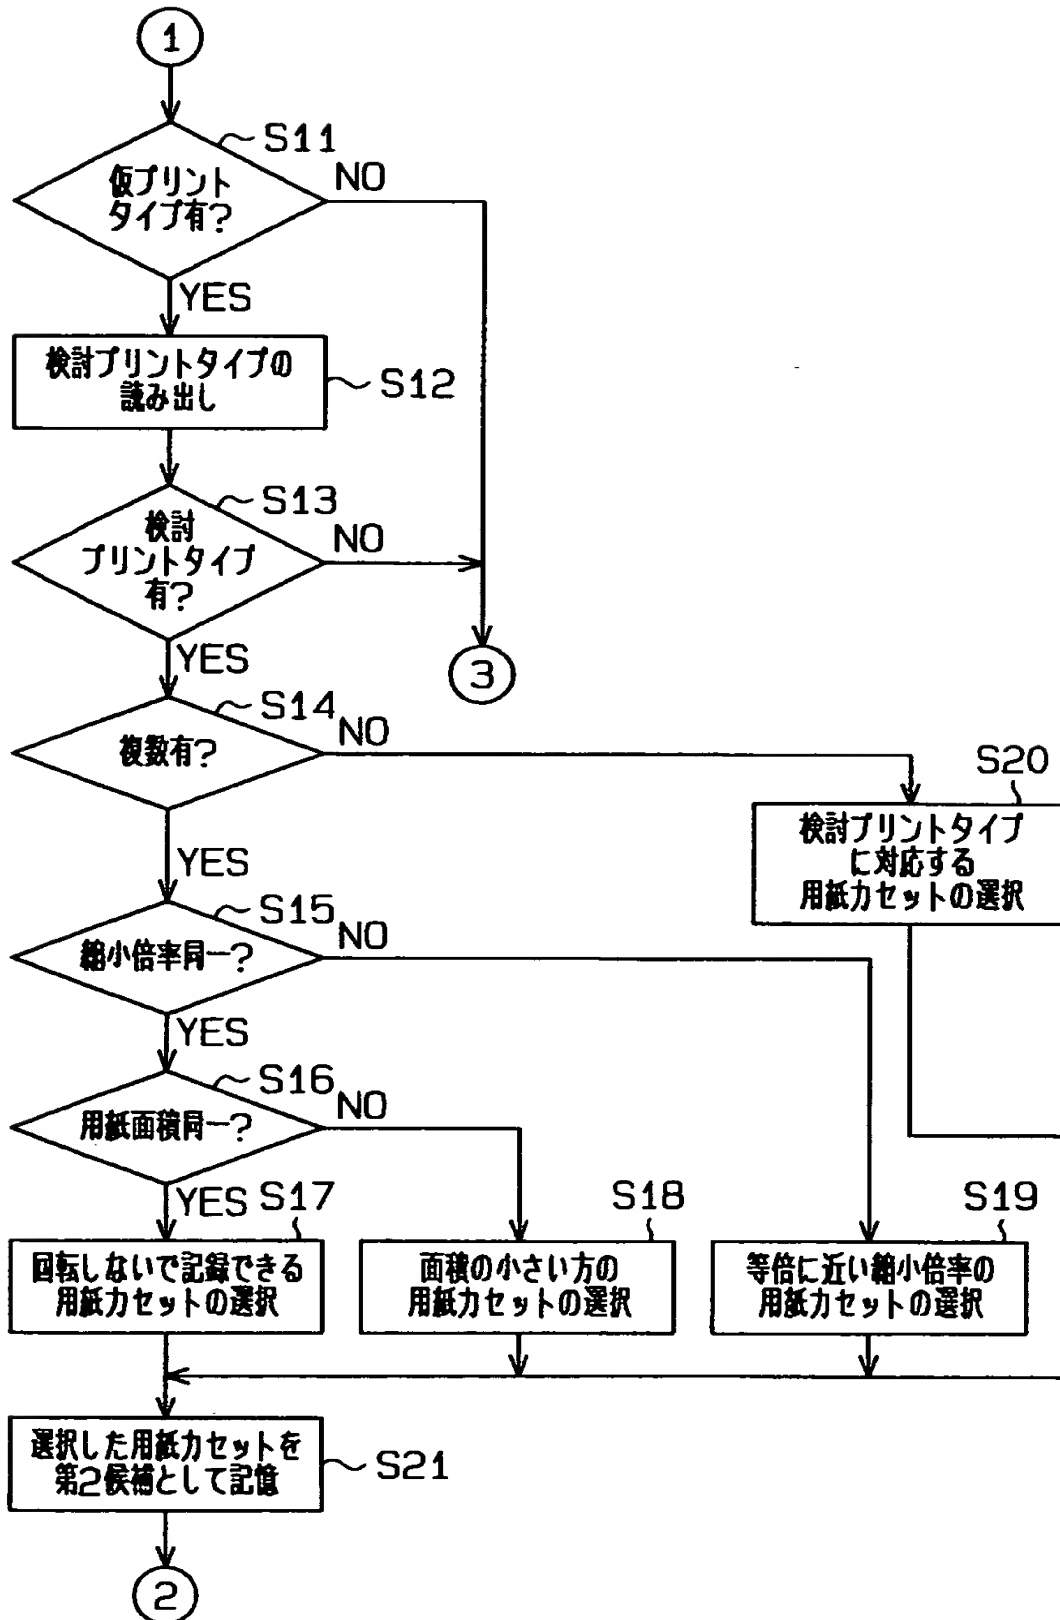 1
S11
仮プリント
タイプ有?
NO
YES
検討プリントタイプの
読み出し
S12
S13
検討
プリントタイプ
有?
NO
YES
3
S14
複数有?
NO
YES
S20
検討プリントタイプ
に対応する
用紙カセットの選択
S15
縮小倍率同一?
NO
YES
S16
用紙面積同一?
NO
YES
S17
回転しないで記録できる
用紙カセットの選択
S18
面積の小さい方の
用紙カセットの選択
S19
等倍に近い縮小倍率の
用紙カセットの選択
選択した用紙カセットを
第2候補として記憶
S21
2